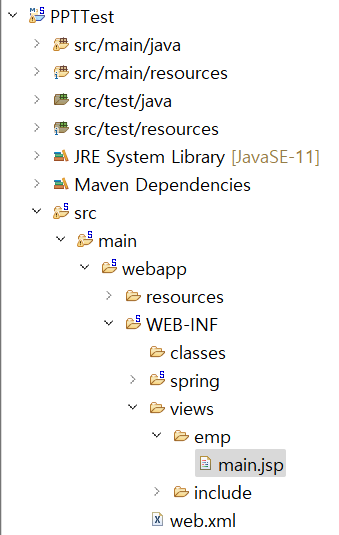 PPTTest
src/main/java
src/main/resources
src/test/java
src/test/resources
JRE System Library [JavaSE-11]
Maven Dependencies
src
main
webapp
resources
WEB-INF
classes
spring
views
emp
main.jsp
include
web.xml